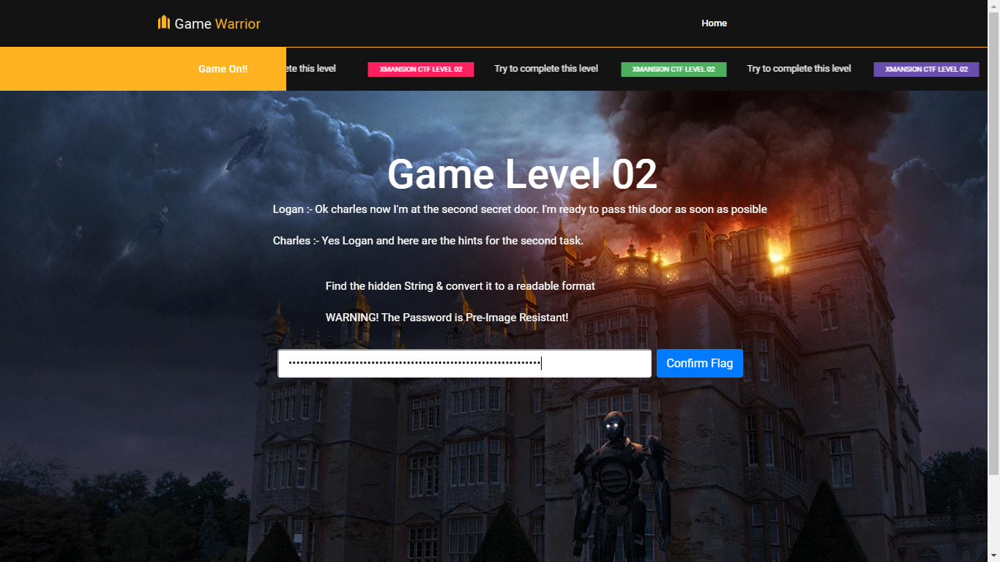 Game Warrior
Home
Game On!!
ete this level
XMANSION CTF LEVEL 02
Try to complete this level
XMANSION CTF LEVEL 02
Try to complete this level
XMANSION CTF LEVEL 02
Game Level 02
Logan :- Ok charles now I'm at the second secret door. I'm ready to pass this door as soon as posible
Charles :- Yes Logan and here are the hints for the second task.
Find the hidden String & convert it to a readable format
WARNING! The Password is Pre-Image Resistant!
Confirm Flag